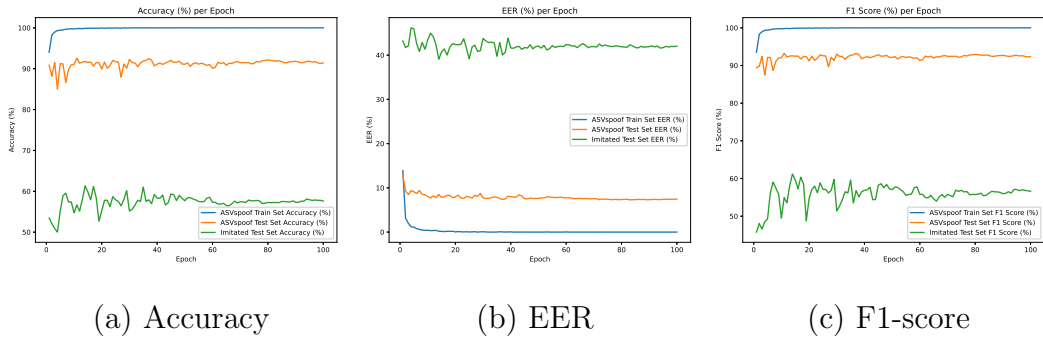 Accuracy (%) per Epoch
100
90
80
70
60
50
Accuracy (%)
0
20
40
60
80
100
Epoch
ASVspoof Train Set Accuracy (%)
ASVspoof Test Set Accuracy (%)
Imitated Test Set Accuracy (%)
(a) Accuracy
EER (%) per Epoch
40
30
20
10
0
EER (%)
0
20
40
60
80
100
Epoch
ASVspoof Train Set EER (%)
ASVspoof Test Set EER (%)
Imitated Test Set EER (%)
(b) EER
F1 Score (%) per Epoch
100
90
80
70
60
50
F1 Score (%)
0
20
40
60
80
100
Epoch
ASVspoof Train Set F1 Score (%)
ASVspoof Test Set F1 Score (%)
Imitated Test Set F1 Score (%)
(c) F1-score